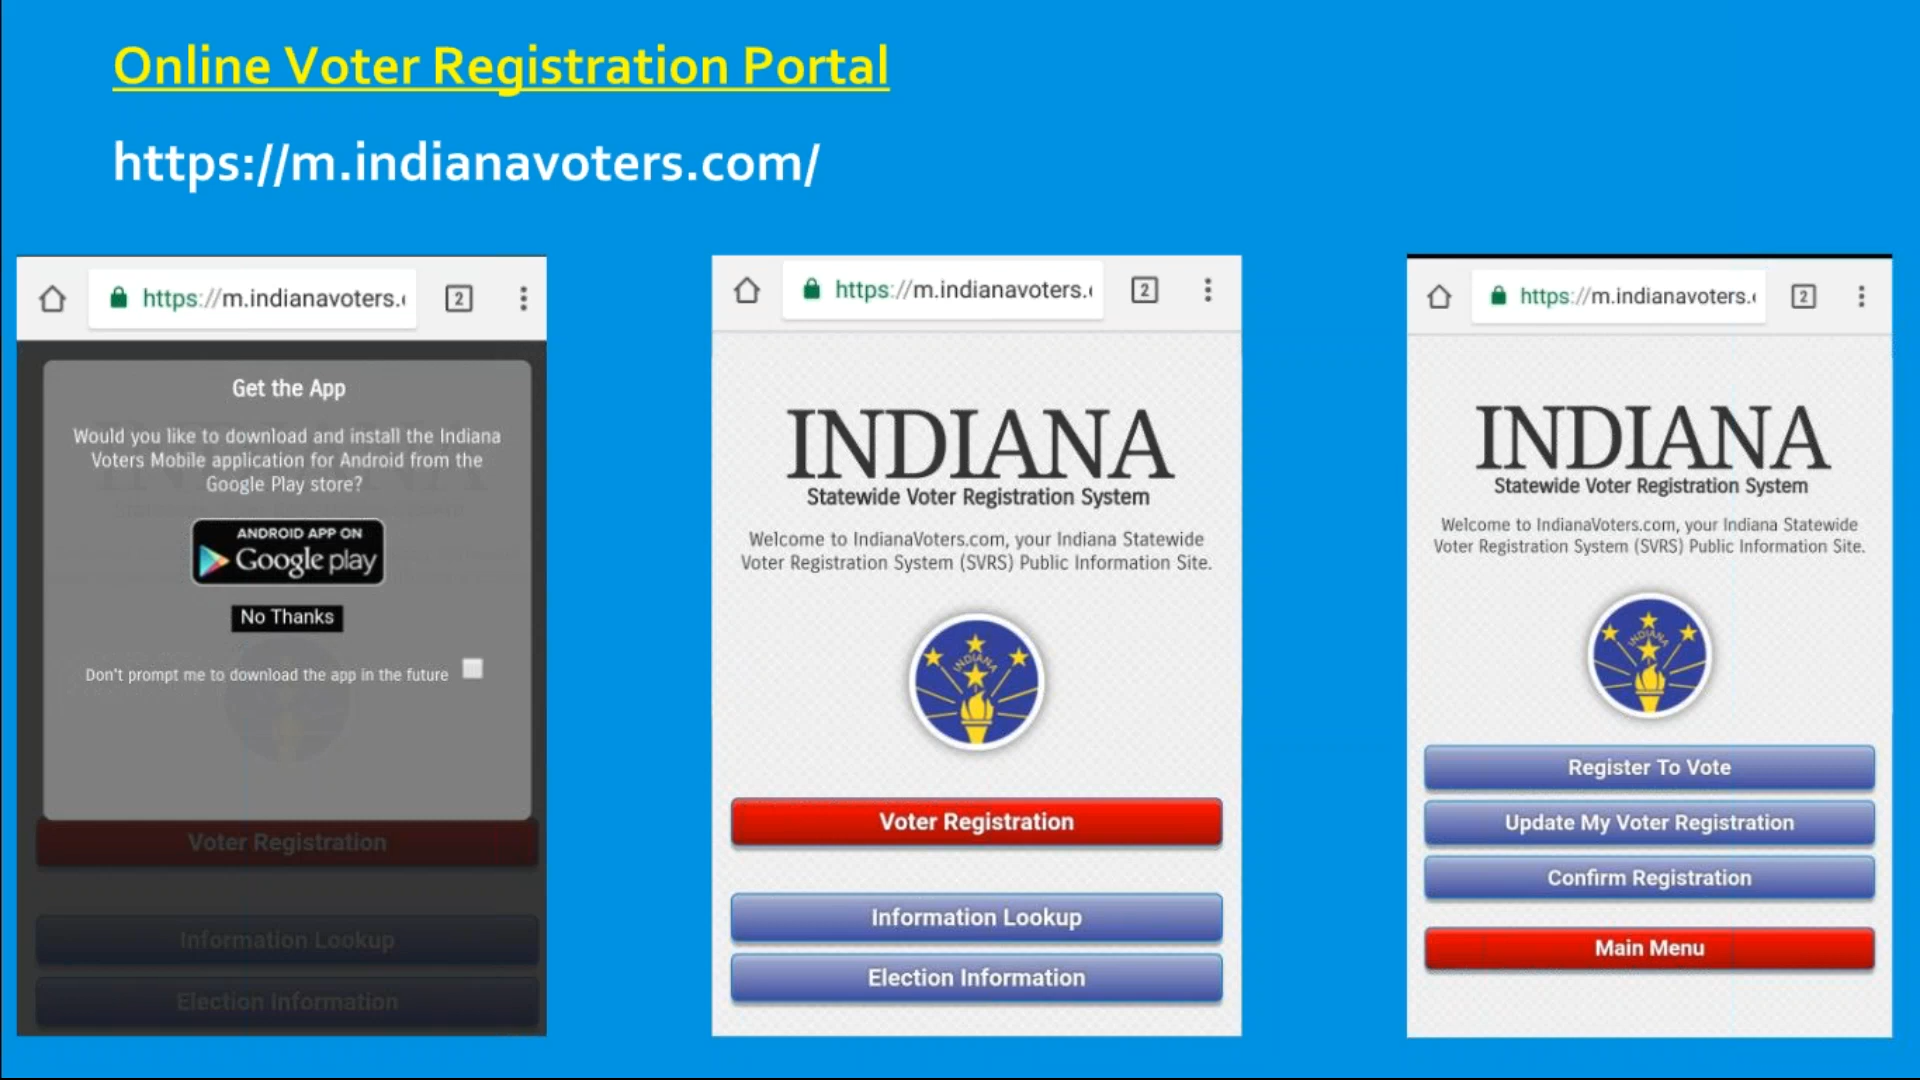 Online Voter Registration Portal
https://m.indianavoters.com/
https://m.indianavoters.
2
Get the App
Would you like to download and install the Indiana
Voters Mobile application for Android from the
Google Play store?
ANDROID APP ON
Google play
No Thanks
Don't prompt me to download the app in the future
Voter Registration
Information Lookup
Election Information
https://m.indianavoters.
2
INDIANA
Statewide Voter Registration System
Welcome to IndianaVoters.com, your Indiana Statewide
Voter Registration System (SVRS) Public Information Site.
INDIANA
Voter Registration
Information Lookup
Election Information
https://m.indianavoters.
2
INDIANA
Statewide Voter Registration System
Welcome to IndianaVoters.com, your Indiana Statewide
Voter Registration System (SVRS) Public Information Site.
INDIANA
Register To Vote
Update My Voter Registration
Confirm Registration
Main Menu